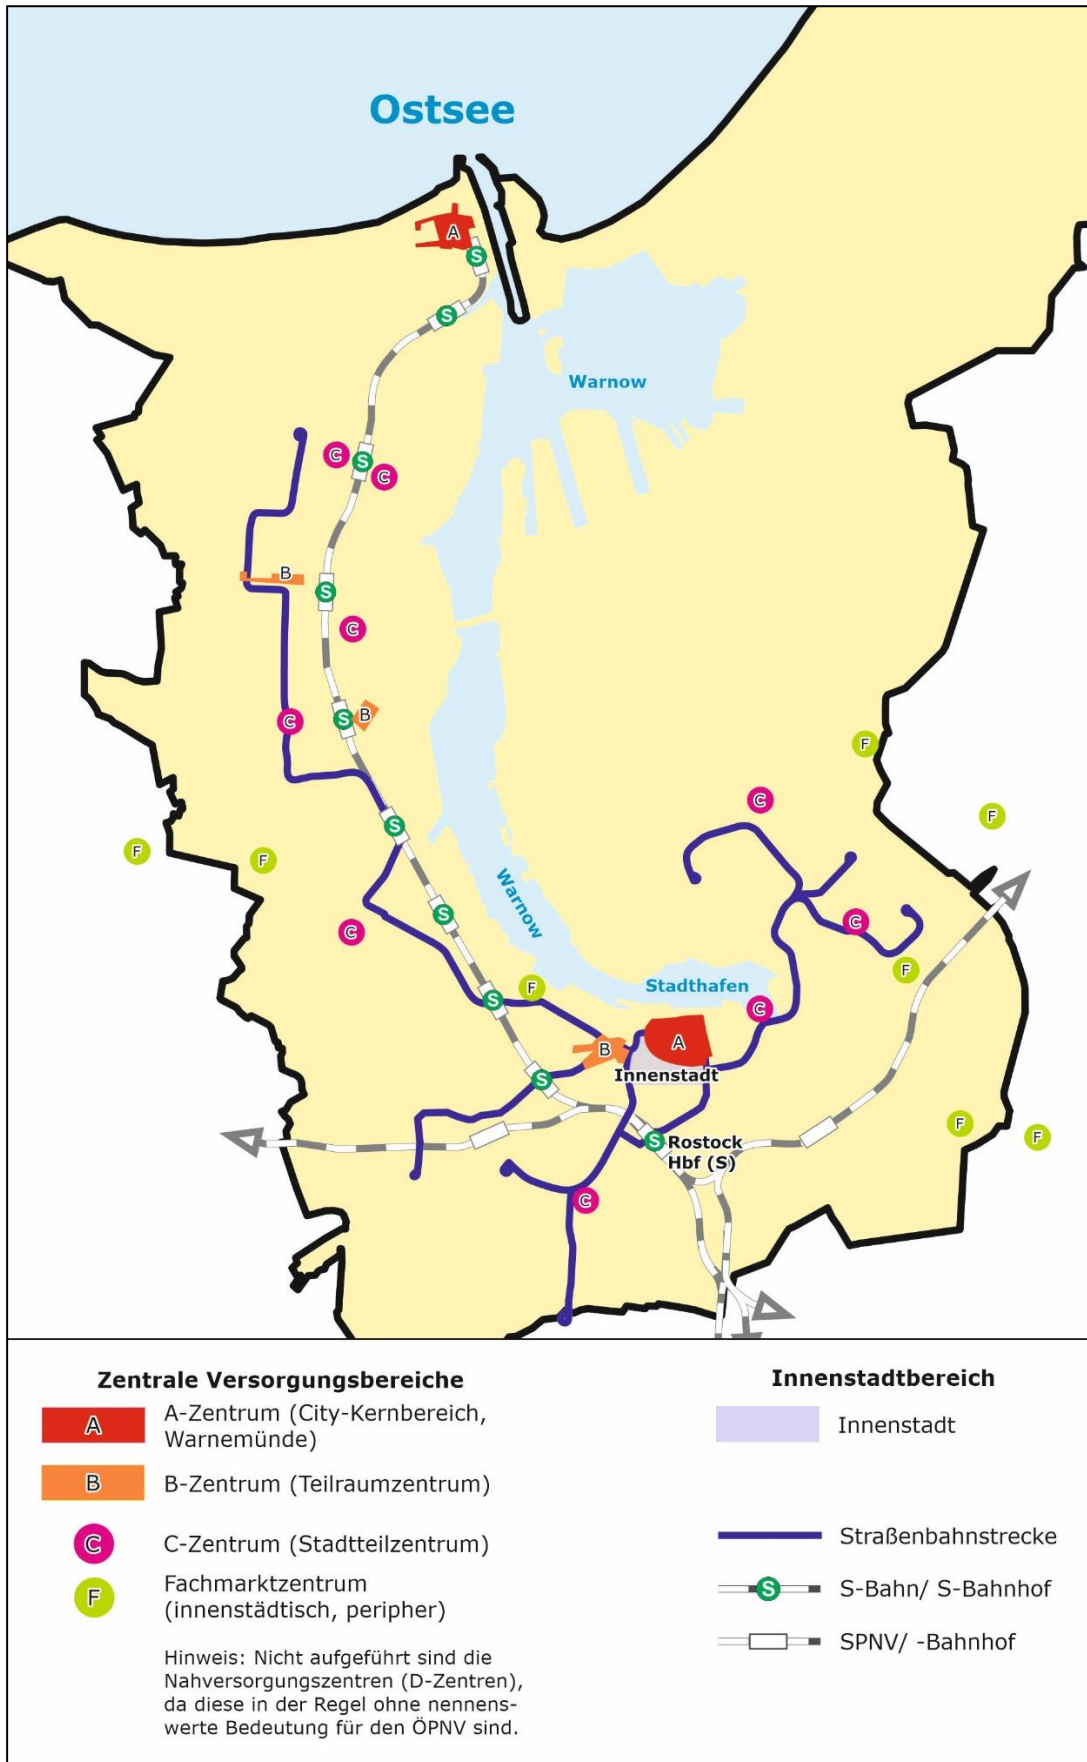 Ostsee
A
S
S
Warnow
C
S
C
B
S
C
C
S
B
F
C
F
S
F
F
S
C
C
Warnow
F
S
F
Stadthafen
C
B
A
Innenstadt
S
F
F
S
Rostock
Hbf (S)
C
Zentrale Versorgungsbereiche
A
A-Zentrum (City-Kernbereich,
Warnemünde)
B
B-Zentrum (Teilraumzentrum)
C
C-Zentrum (Stadtteilzentrum)
F
Fachmarktzentrum
(innenstädtisch, peripher)
Hinweis: Nicht aufgeführt sind die
Nahversorgungszentren (D-Zentren),
da diese in der Regel ohne nennens-
werte Bedeutung für den ÖPNV sind.
Innenstadtbereich
Innenstadt
Straßenbahnstrecke
S
S-Bahn/ S-Bahnhof
SPNV/ -Bahnhof